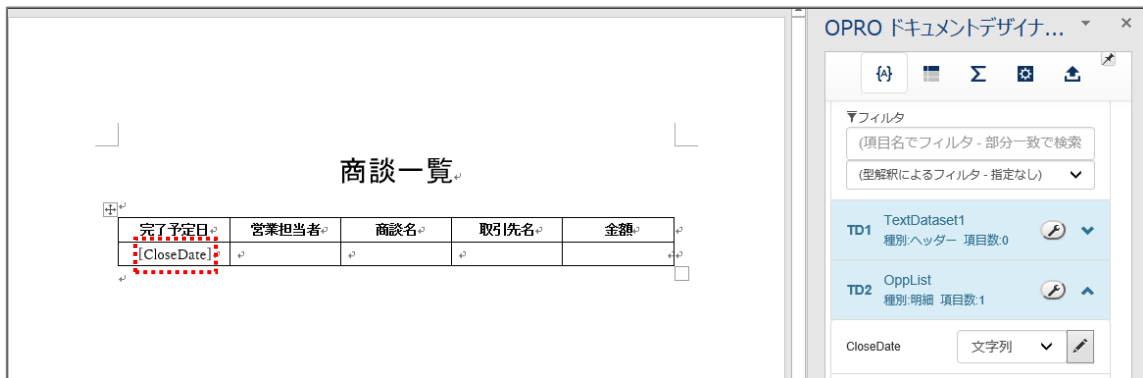 商談一覧
完了予定日 営業担当者 商談名 取引先名 金額
[CloseDate]
OPRO ドキュメントデザイナ...
{A} Σ
フィルタ
(項目名でフィルタ - 部分一致で検索
(型解釈によるフィルタ - 指定なし)
TD1 TextDataset1
種別:ヘッダー 項目数:0
TD2 OppList
種別:明細 項目数:1
CloseDate 文字列